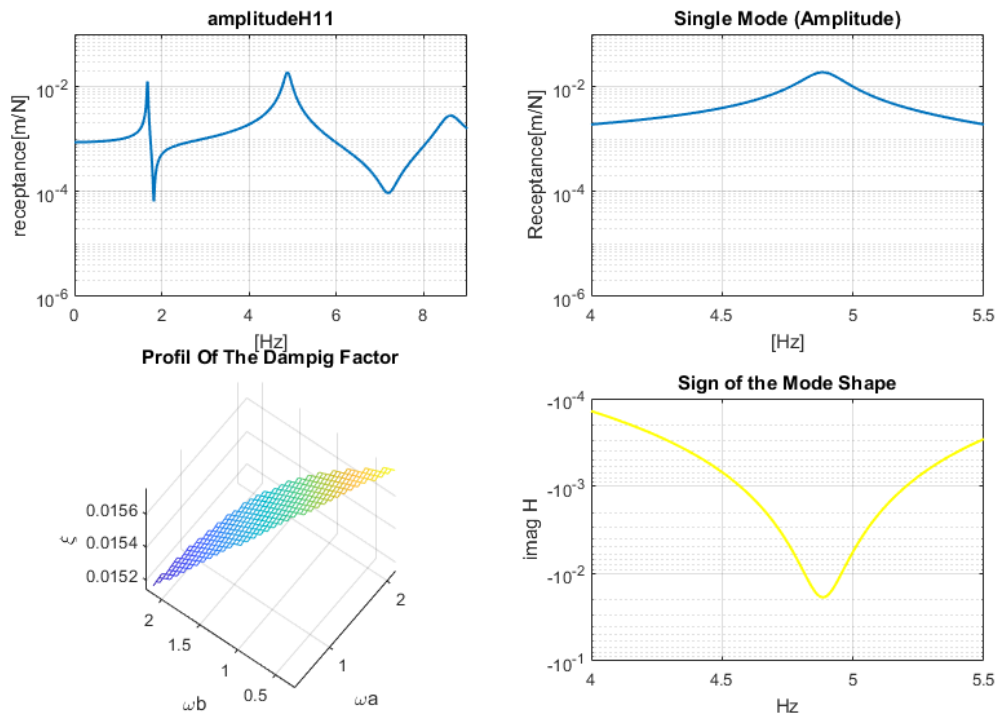 amplitudeH11
receptance[m/N]
10-2
10-4
10-6
0 2 4 6 8
[Hz]
Single Mode (Amplitude)
Receptance[m/N]
10-2
10-4
10-6
4 4.5 5 5.5
[Hz]
Profil Of The Dampig Factor
ξ
0.0156
0.0154
0.0152
2 1.5 1 0.5
ωb
1 2
ωa
Sign of the Mode Shape
imag H
-10-4
-10-3
-10-2
-10-1
4 4.5 5 5.5
Hz